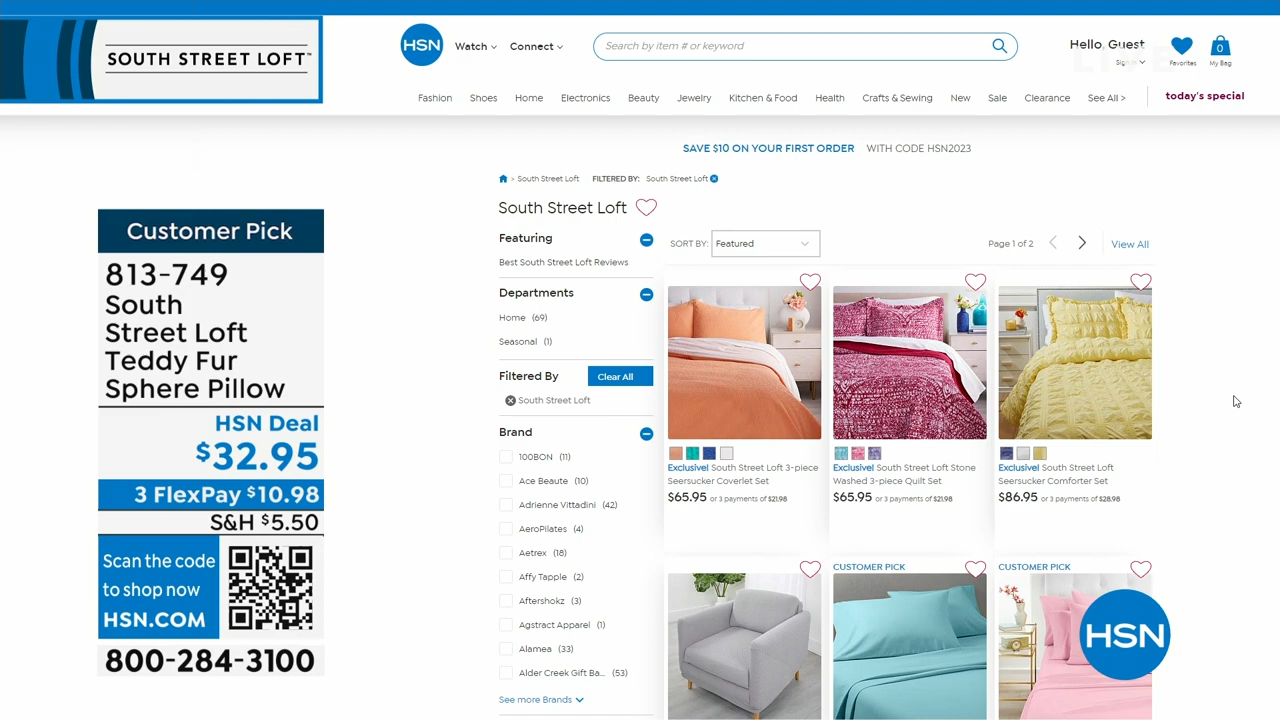 SOUTH STREET LOFT™
HSN
Watch
Connect
Search by item # or keyword
Hello, Guest
Sign In
LIVE
Favorites
0
My Bag
Fashion
Shoes
Home
Electronics
Beauty
Jewelry
Kitchen & Food
Health
Crafts & Sewing
New
Sale
Clearance
See All >
today's special
SAVE $10 ON YOUR FIRST ORDER WITH CODE HSN2023
> South Street Loft FILTERED BY: South Street Loft
South Street Loft
Customer Pick
813-749
South
Street Loft
Teddy Fur
Sphere Pillow
HSN Deal
$32.95
3 FlexPay $10.98
S&H $5.50
Scan the code
to shop now
HSN.COM
800-284-3100
Featuring
Best South Street Loft Reviews
Departments
Home (69)
Seasonal (1)
Filtered By
Clear All
South Street Loft
Brand
100BON (11)
Ace Beaute (10)
Adrienne Vittadini (42)
AeroPilates (4)
Aetrex (18)
Affy Tapple (2)
Aftershokz (3)
Agstract Apparel (1)
Alamea (33)
Alder Creek Gift Ba... (53)
See more Brands
SORT BY: Featured
Page 1 of 2
View All
Exclusive! South Street Loft 3-piece
Seersucker Coverlet Set
$65.95 or 3 payments of $21.98
Exclusive! South Street Loft Stone
Washed 3-piece Quilt Set
$65.95 or 3 payments of $21.98
Exclusive! South Street Loft
Seersucker Comforter Set
$86.95 or 3 payments of $28.98
CUSTOMER PICK
CUSTOMER PICK
HSN